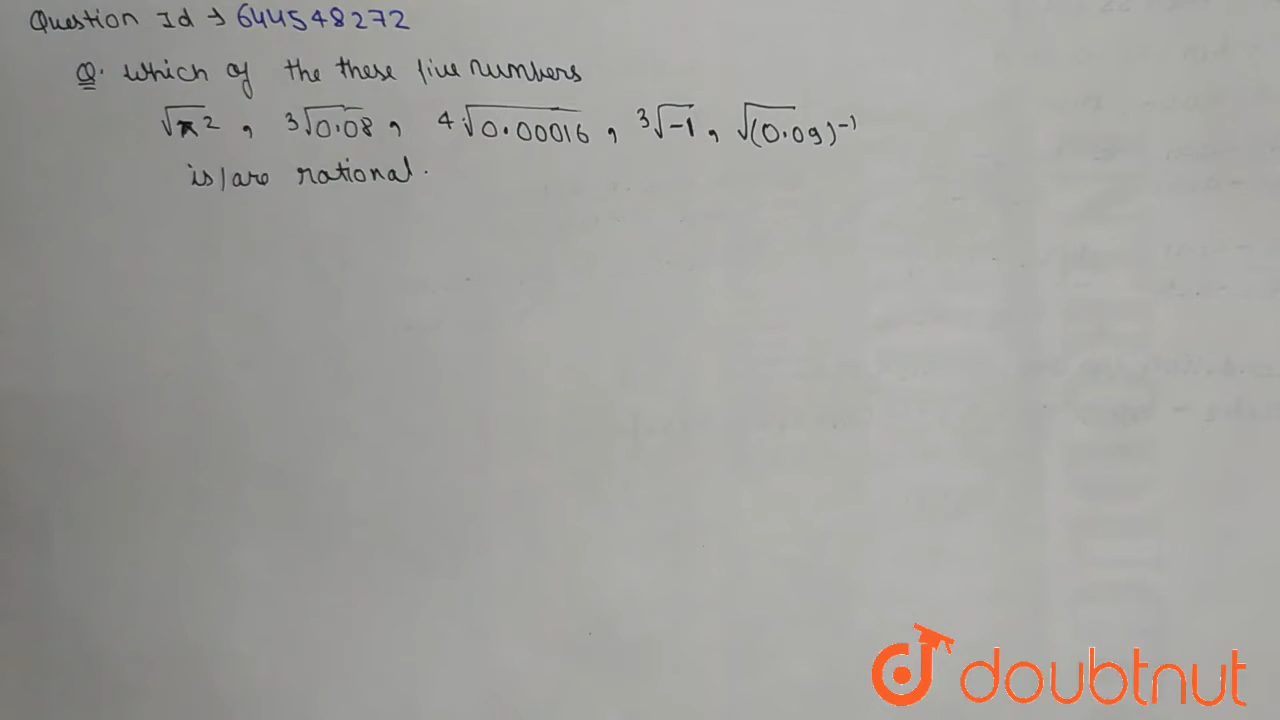 Question Id → 644548272
Q. Which of the these five numbers
√π², ³√0.08, ⁴√0.00016, ³√-1, √(0.09)⁻¹
is/are rational.
doubtnut